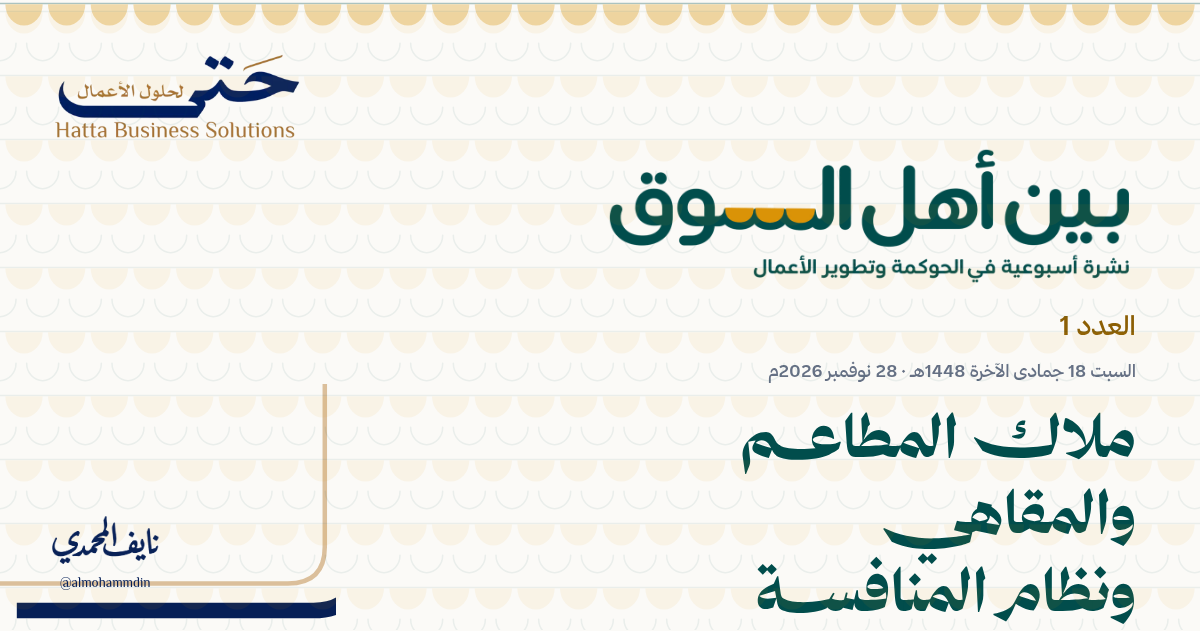 حتى
لحلول الأعمال
Hatta Business Solutions
بين أهل السوق
نشرة أسبوعية في الحوكمة وتطوير الأعمال
العدد 1
السبت 18 جمادى الآخرة 1448هـ · 28 نوفمبر 2026م
ملاك المطاعم
والمقاهي
ونظام المنافسة
نايف المحمدي
@almohammdin